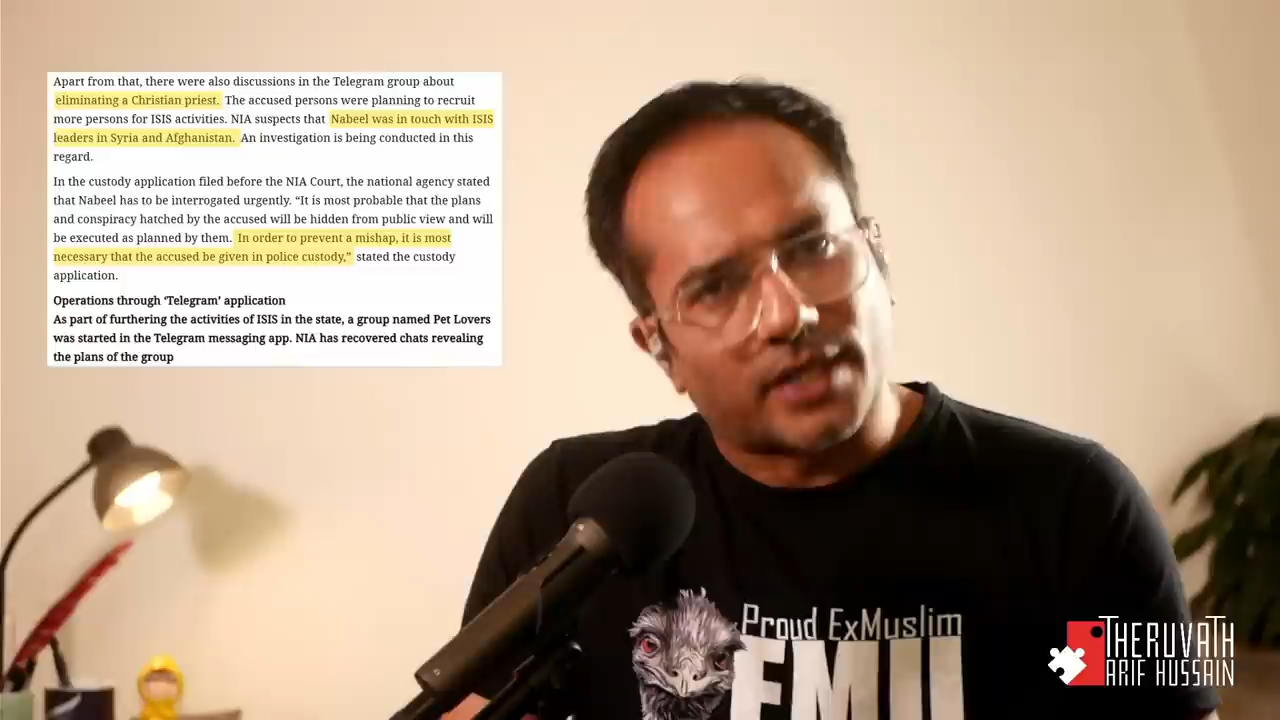 Apart from that, there were also discussions in the Telegram group about
eliminating a Christian priest. The accused persons were planning to recruit
more persons for ISIS activities. NIA suspects that Nabeel was in touch with ISIS
leaders in Syria and Afghanistan. An investigation is being conducted in this
regard.
In the custody application filed before the NIA Court, the national agency stated
that Nabeel has to be interrogated urgently. “It is most probable that the plans
and conspiracy hatched by the accused will be hidden from public view and will
be executed as planned by them. In order to prevent a mishap, it is most
necessary that the accused be given in police custody,” stated the custody
application.
Operations through ‘Telegram’ application
As part of furthering the activities of ISIS in the state, a group named Pet Lovers
was started in the Telegram messaging app. NIA has recovered chats revealing
the plans of the group
Proud ExMuslim
EMU
THERUVATH
ARIF HUSSAIN